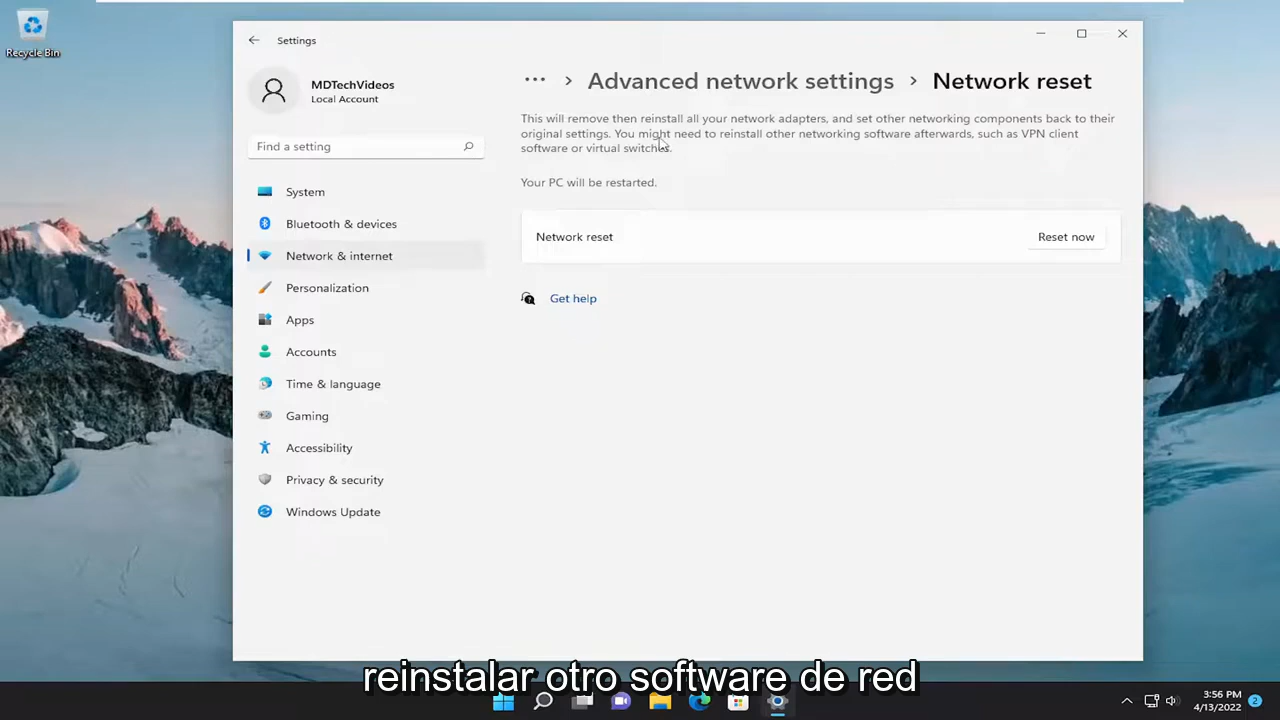 Recycle Bin
Settings
MDTechVideos
Local Account
Find a setting
System
Bluetooth & devices
Network & internet
Personalization
Apps
Accounts
Time & language
Gaming
Accessibility
Privacy & security
Windows Update
··· > Advanced network settings > Network reset
This will remove then reinstall all your network adapters, and set other networking components back to their
original settings. You might need to reinstall other networking software afterwards, such as VPN client
software or virtual switches.
Your PC will be restarted.
Network reset
Reset now
Get help
reinstalar otro software de red
3:56 PM
4/13/2022
2